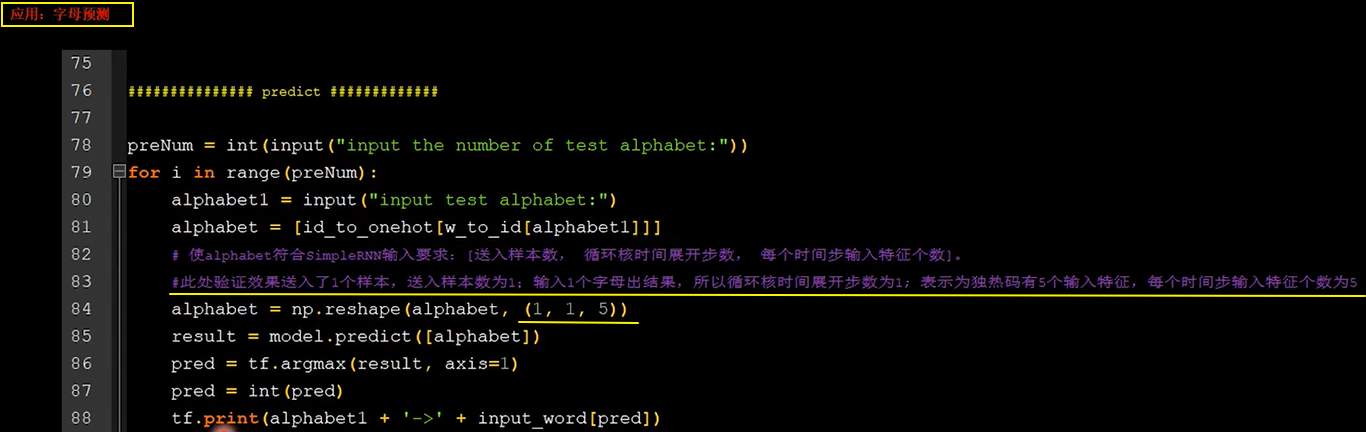 应用：字母预测
75
76 ############### predict #############
77
78 preNum = int(input("input the number of test alphabet:"))
79 for i in range(preNum):
80 alphabet1 = input("input test alphabet:")
81 alphabet = [id_to_onehot[w_to_id[alphabet1]]]
82 # 使alphabet符合SimpleRNN输入要求：[送入样本数， 循环核时间展开步数， 每个时间步输入特征个数]。
83 #此处验证效果送入了1个样本，送入样本数为1；输入1个字母出结果，所以循环核时间展开步数为1；表示为独热码有5个输入特征，每个时间步输入特征个数为5
84 alphabet = np.reshape(alphabet, (1, 1, 5))
85 result = model.predict([alphabet])
86 pred = tf.argmax(result, axis=1)
87 pred = int(pred)
88 tf.print(alphabet1 + '->' + input_word[pred])